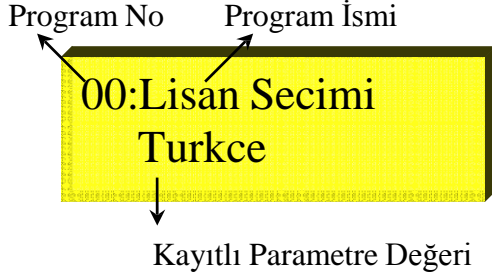 Program No Program İsmi
00:Lisan Secimi
Turkce
Kayıtlı Parametre Değeri